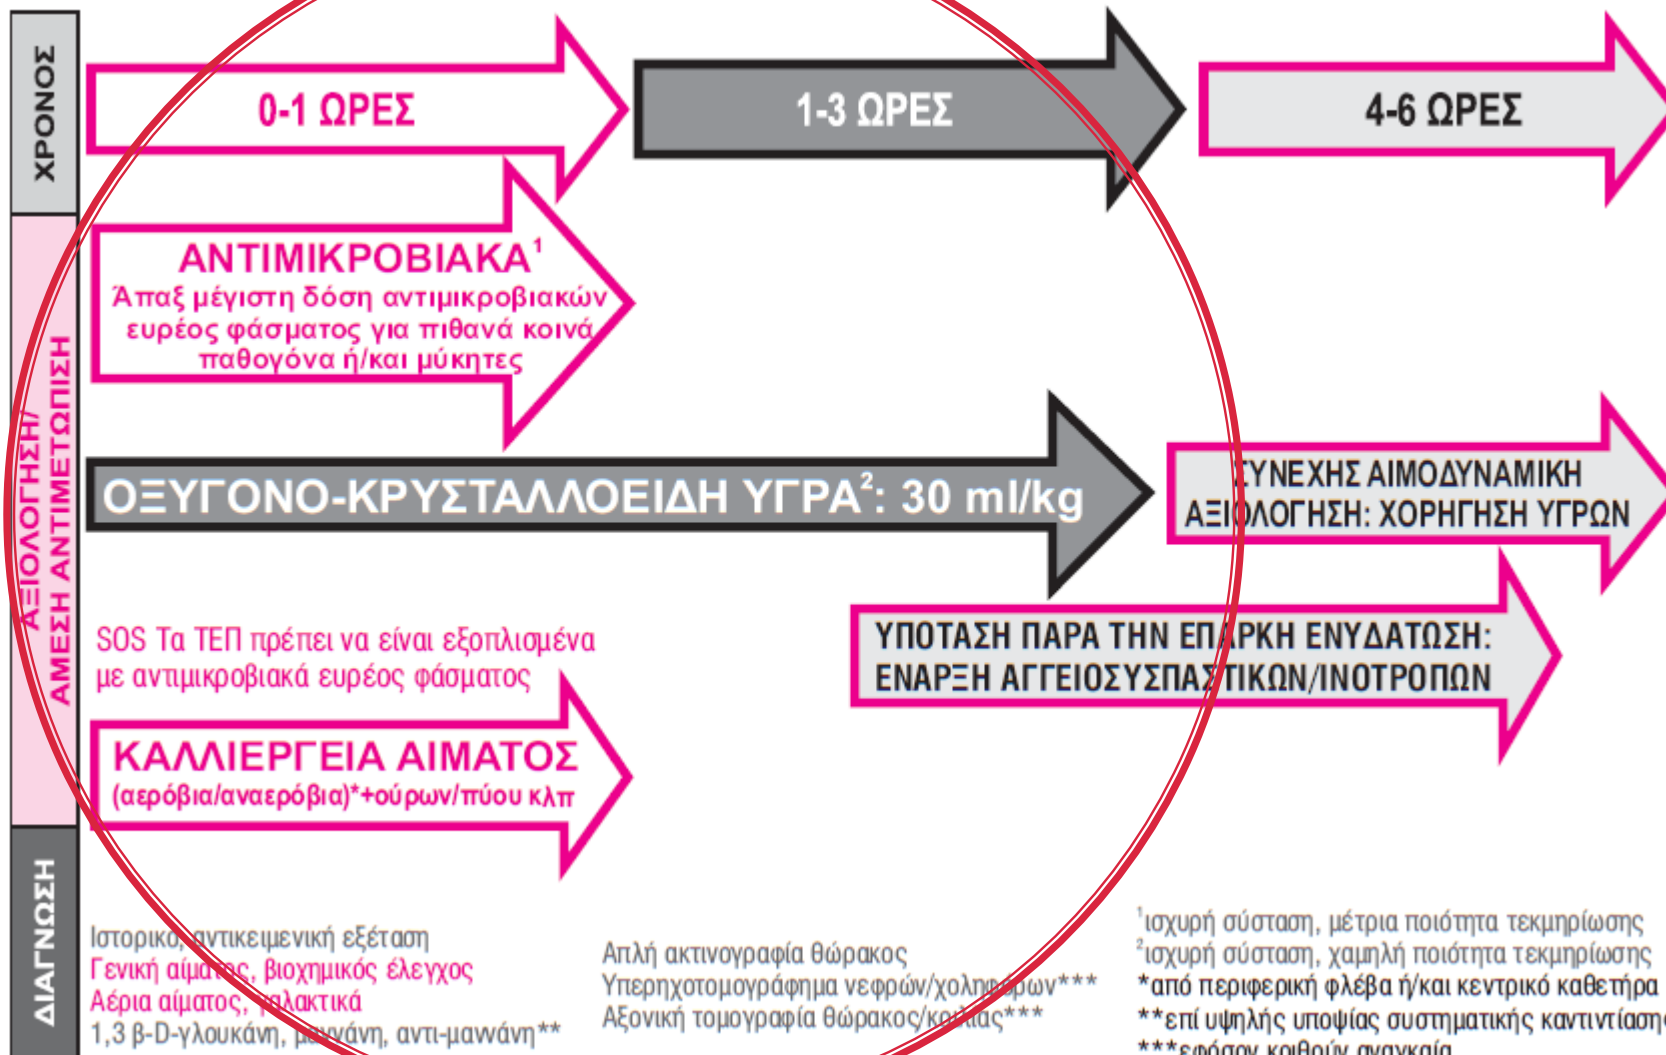 ΧΡΟΝΟΣ
0-1 ΩΡΕΣ
1-3 ΩΡΕΣ
4-6 ΩΡΕΣ
ΑΞΙΟΛΟΓΗΣΗ/
ΑΜΕΣΗ ΑΝΤΙΜΕΤΩΠΙΣΗ
ΑΝΤΙΜΙΚΡΟΒΙΑΚΑ¹
Άπαξ μέγιστη δόση αντιμικροβιακών
ευρέος φάσματος για πιθανά κοινά
παθογόνα ή/και μύκητες
ΟΞΥΓΟΝΟ-ΚΡΥΣΤΑΛΛΟΕΙΔΗ ΥΓΡΑ²: 30 ml/kg
ΣΥΝΕΧΗΣ ΑΙΜΟΔΥΝΑΜΙΚΗ
ΑΞΙΟΛΟΓΗΣΗ: ΧΟΡΗΓΗΣΗ ΥΓΡΩΝ
ΥΠΟΤΑΣΗ ΠΑΡΑ ΤΗΝ ΕΠΑΡΚΗ ΕΝΥΔΑΤΩΣΗ:
ΕΝΑΡΞΗ ΑΓΓΕΙΟΣΥΣΠΑΣΤΙΚΩΝ/ΙΝΟΤΡΟΠΩΝ
SOS Τα ΤΕΠ πρέπει να είναι εξοπλισμένα
με αντιμικροβιακά ευρέος φάσματος
ΚΑΛΛΙΕΡΓΕΙΑ ΑΙΜΑΤΟΣ
(αερόβια/αναερόβια)*+ούρων/πύου κλπ
ΔΙΑΓΝΩΣΗ
Ιστορικό, αντικειμενική εξέταση
Γενική αίματος, βιοχημικός έλεγχος
Αέρια αίματος, γαλακτικά
1,3 β-D-γλουκάνη, μαννάνη, αντι-μαννάνη**
Απλή ακτινογραφία θώρακος
Υπερηχοτομογράφημα νεφρών/χοληφόρων***
Αξονική τομογραφία θώρακος/κοιλίας***
¹ισχυρή σύσταση, μέτρια ποιότητα τεκμηρίωσης
²ισχυρή σύσταση, χαμηλή ποιότητα τεκμηρίωσης
*από περιφερική φλέβα ή/και κεντρικό καθετήρα
**επί υψηλής υποψίας συστηματικής καντιντίασης
***εφόσον κριθούν αναγκαία